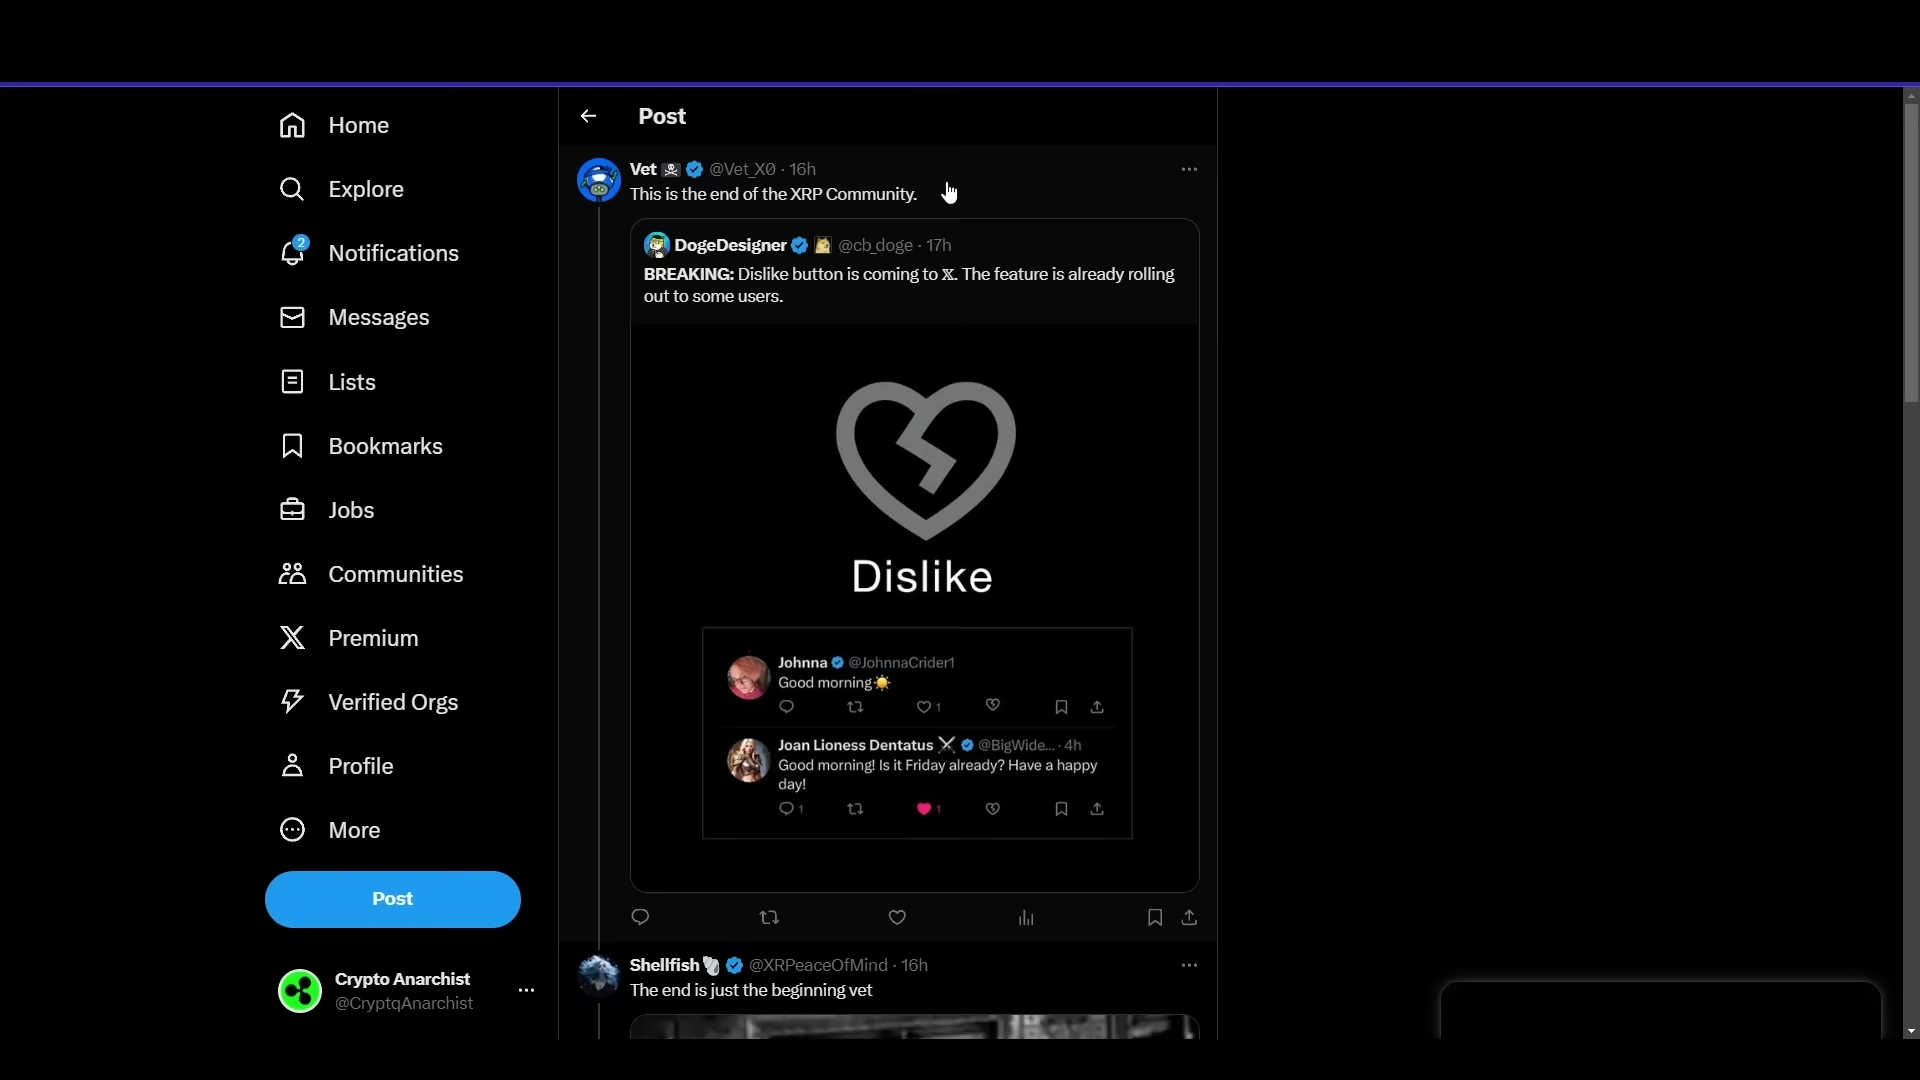 Home
Explore
2
Notifications
Messages
Lists
Bookmarks
Jobs
Communities
Premium
Verified Orgs
Profile
More
Post
Crypto Anarchist
@CryptqAnarchist
Post
Vet @Vet_X0 · 16h
This is the end of the XRP Community.
DogeDesigner @cb_doge · 17h
BREAKING: Dislike button is coming to 𝕏. The feature is already rolling
out to some users.
Dislike
Johnna @JohnnaCrider1
Good morning☀️
1
Joan Lioness Dentatus ⚔ @BigWide... · 4h
Good morning! Is it Friday already? Have a happy
day!
1 1
Shellfish @XRPeaceOfMind · 16h
The end is just the beginning vet